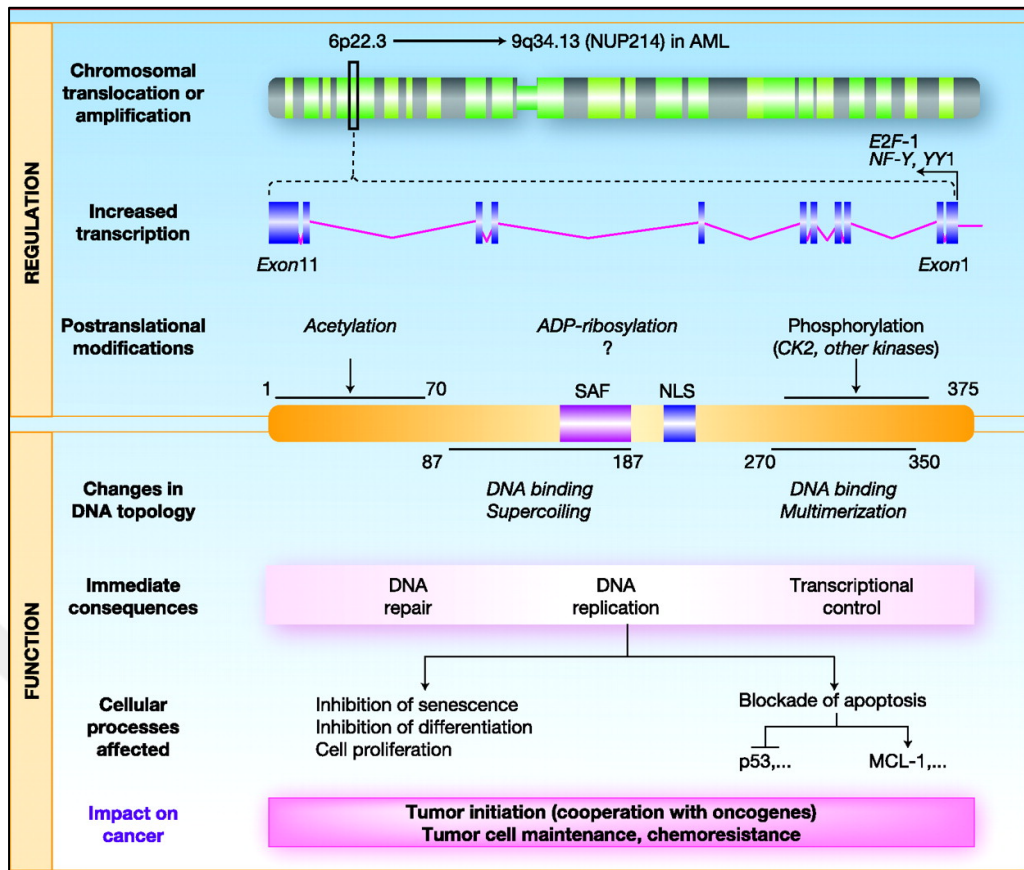 REGULATION
Chromosomal
translocation or
amplification
6p22.3 → 9q34.13 (NUP214) in AML
E2F-1
NF-Y, YY1
Increased
transcription
Exon11
Exon1
Postranslational
modifications
Acetylation
ADP-ribosylation
?
Phosphorylation
(CK2, other kinases)
1
70
SAF
NLS
375
FUNCTION
87
187
270
350
Changes in
DNA topology
DNA binding
Supercoiling
DNA binding
Multimerization
Immediate
consequences
DNA
repair
DNA
replication
Transcriptional
control
Cellular
processes
affected
Inhibition of senescence
Inhibition of differentiation
Cell proliferation
Blockade of apoptosis
p53,...
MCL-1,...
Impact on
cancer
Tumor initiation (cooperation with oncogenes)
Tumor cell maintenance, chemoresistance